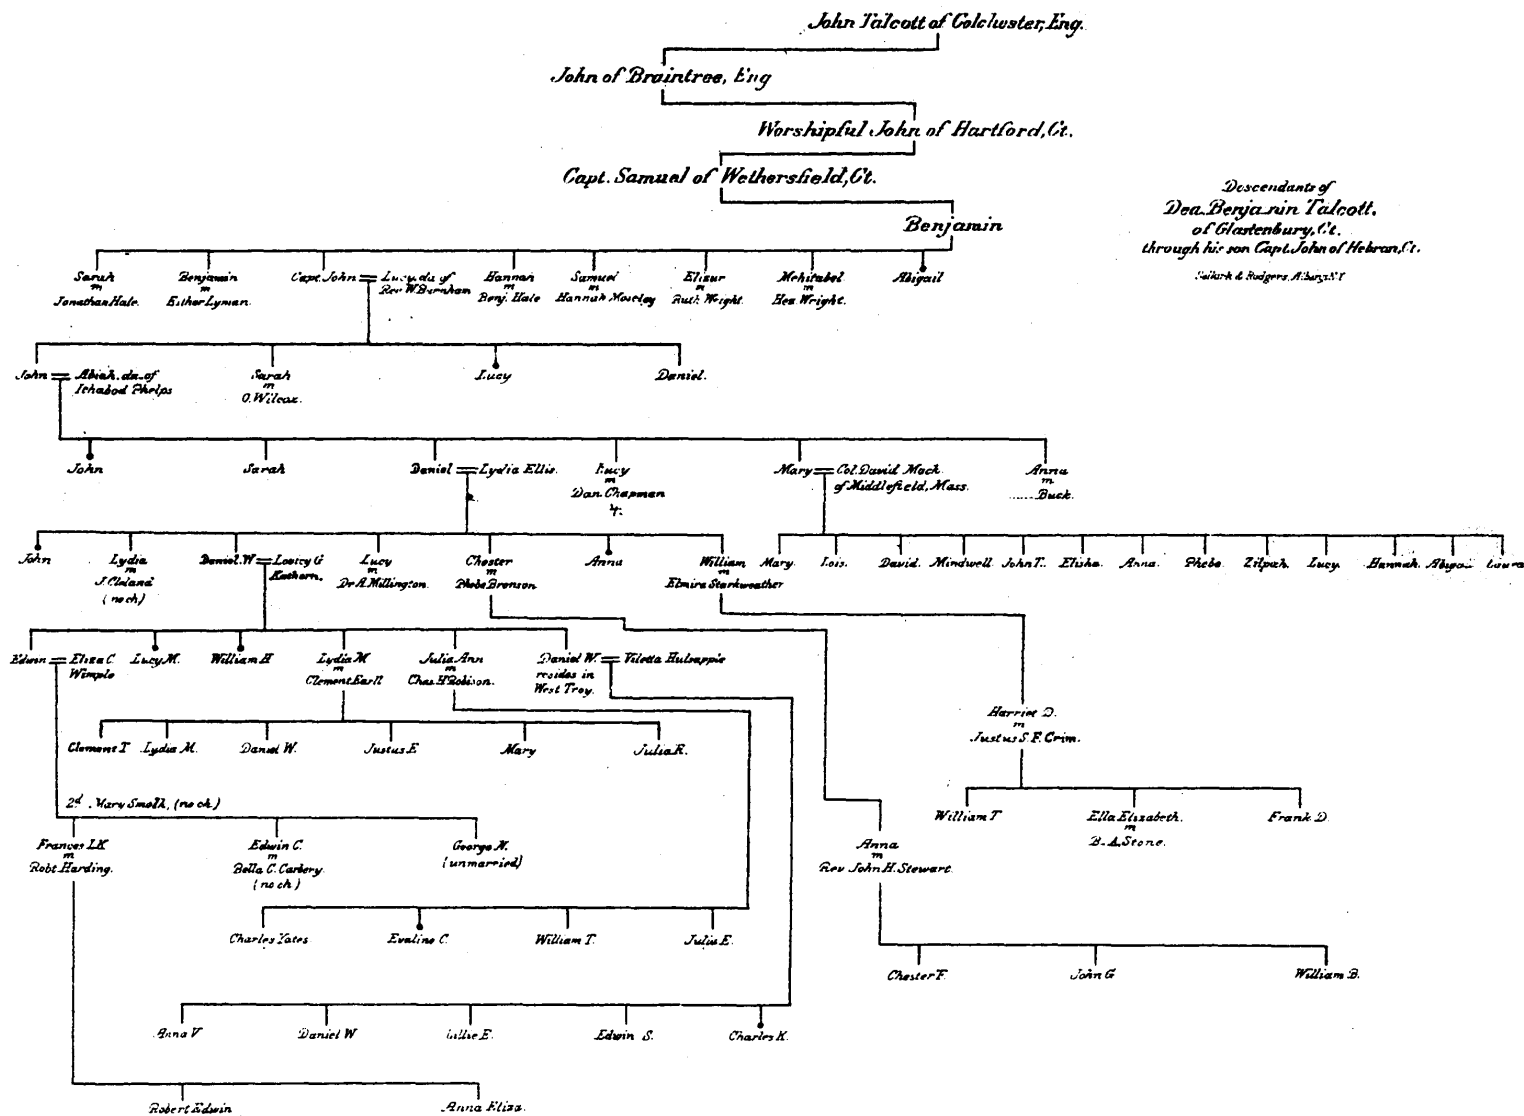 John Talcott of Colchester, Eng.
John of Braintree, Eng
Worshipful John of Hartford, Ct.
Capt. Samuel of Wethersfield, Ct.
Benjamin
Descendants of
Dea. Benjamin Talcott.
of Glastenbury, Ct.
through his son Capt. John of Hebron, Ct.
Rodgers, Albany N.Y
Sarah
m
Jonathan Hale.
Benjamin
m
Esther Lyman.
Capt. John = Lucy, da of
Rev W Burnham
Hannah
m
Benj. Hale
Samuel
m
Hannah Moseley
Elizur
m
Ruth Wright.
Mehitabel
m
Hez Wright.
Abigail
John = Abiah. da. of
Ichabod Phelps
Sarah
m
O. Wilcox.
Lucy
Daniel.
John
Sarah
Daniel = Lydia Ellis.
Lucy
m
Dan. Chapman
4.
Mary = Col. David Mack.
of Middlefield, Mass.
Anna
m
...... Buck.
John
Lydia
m
J. Cleland
(no ch)
Daniel. W = G
Lucy
m
Dr A. Millington.
Chester
m
Phebe Bronson
Anna
William
m
Elmira Starkweather
Mary.
Lois.
David.
Mindwell
John T.
Elisha.
Anna.
Phebe
Zilpah.
Lucy.
Hannah.
Abigail
Laura
Edwin = Eliza C.
Wimple
Lucy M.
William H
Lydia M
m
Clement Earll
Julia Ann
m
Chas. H Robison.
Daniel W. = Viletta Hulsappie
resides in
West Troy.
Clement T
Lydia M.
Daniel W.
Justus E
Mary
Julia R.
Harriet D.
m
Justus S. F. Crim.
William T
Ella Elizabeth.
m
B. A. Stone.
Frank D.
2d. Mary Smeth, (no ch)
Frances I.K
m
Robt Harding.
Edwin C.
m
Bella C. Carbery.
(no ch)
George N.
(unmarried)
Anna
m
Rev John H. Stewart.
Charles Yates
Evaline C.
William T.
Julia E.
Chester F.
John G
William B.
Anna V
Daniel W
Lillie E.
Edwin S.
Charles K.
Robert Edwin
Anna Eliza.